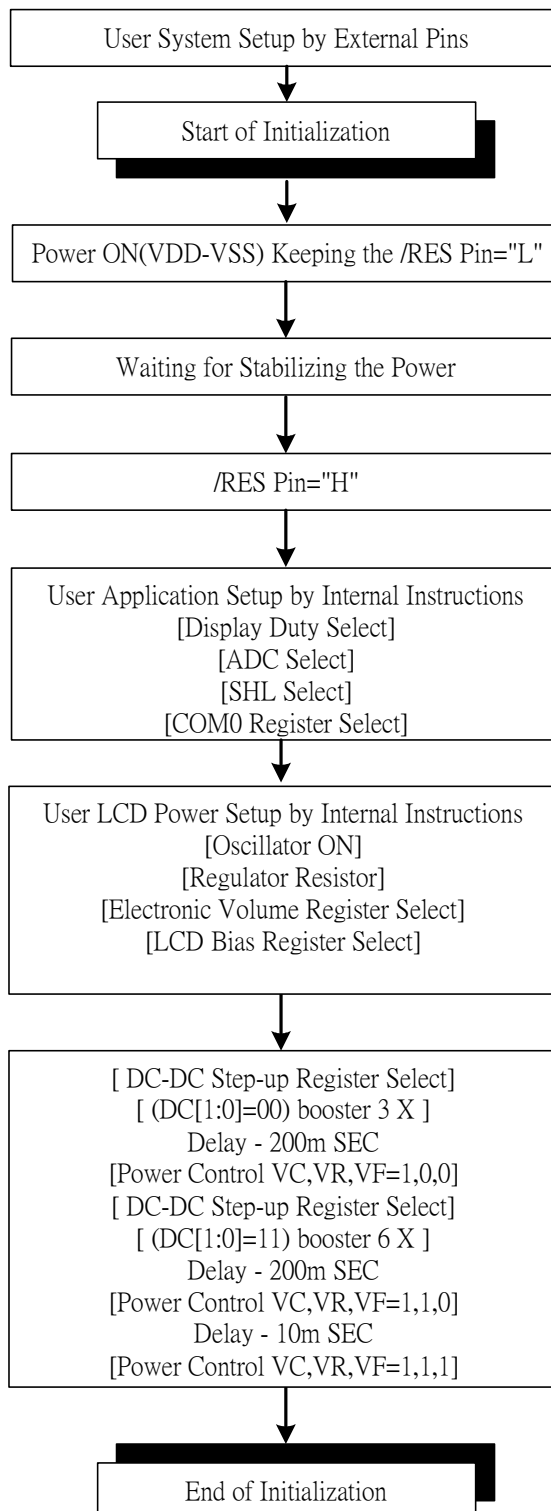 User System Setup by External Pins
Start of Initialization
Power ON(VDD-VSS) Keeping the /RES Pin="L"
Waiting for Stabilizing the Power
/RES Pin="H"
User Application Setup by Internal Instructions
[Display Duty Select]
[ADC Select]
[SHL Select]
[COM0 Register Select]
User LCD Power Setup by Internal Instructions
[Oscillator ON]
[Regulator Resistor]
[Electronic Volume Register Select]
[LCD Bias Register Select]
[ DC-DC Step-up Register Select]
[ (DC[1:0]=00) booster 3 X ]
Delay - 200m SEC
[Power Control VC,VR,VF=1,0,0]
[ DC-DC Step-up Register Select]
[ (DC[1:0]=11) booster 6 X ]
Delay - 200m SEC
[Power Control VC,VR,VF=1,1,0]
Delay - 10m SEC
[Power Control VC,VR,VF=1,1,1]
End of Initialization